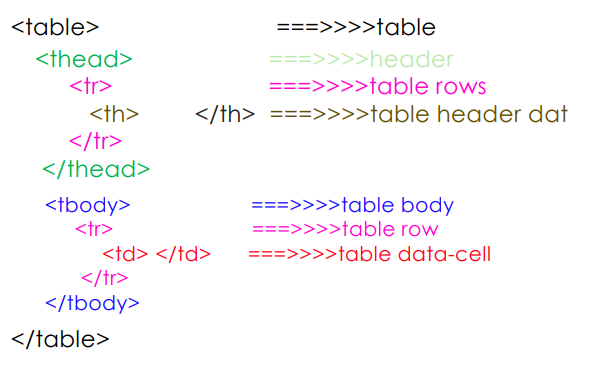 <table> ===>>>>table
<thead> ===>>>>header
<tr> ===>>>>table rows
<th> </th> ===>>>>table header dat
</tr>
</thead>
<tbody> ===>>>>table body
<tr> ===>>>>table row
<td> </td> ===>>>>table data-cell
</tr>
</tbody>
</table>